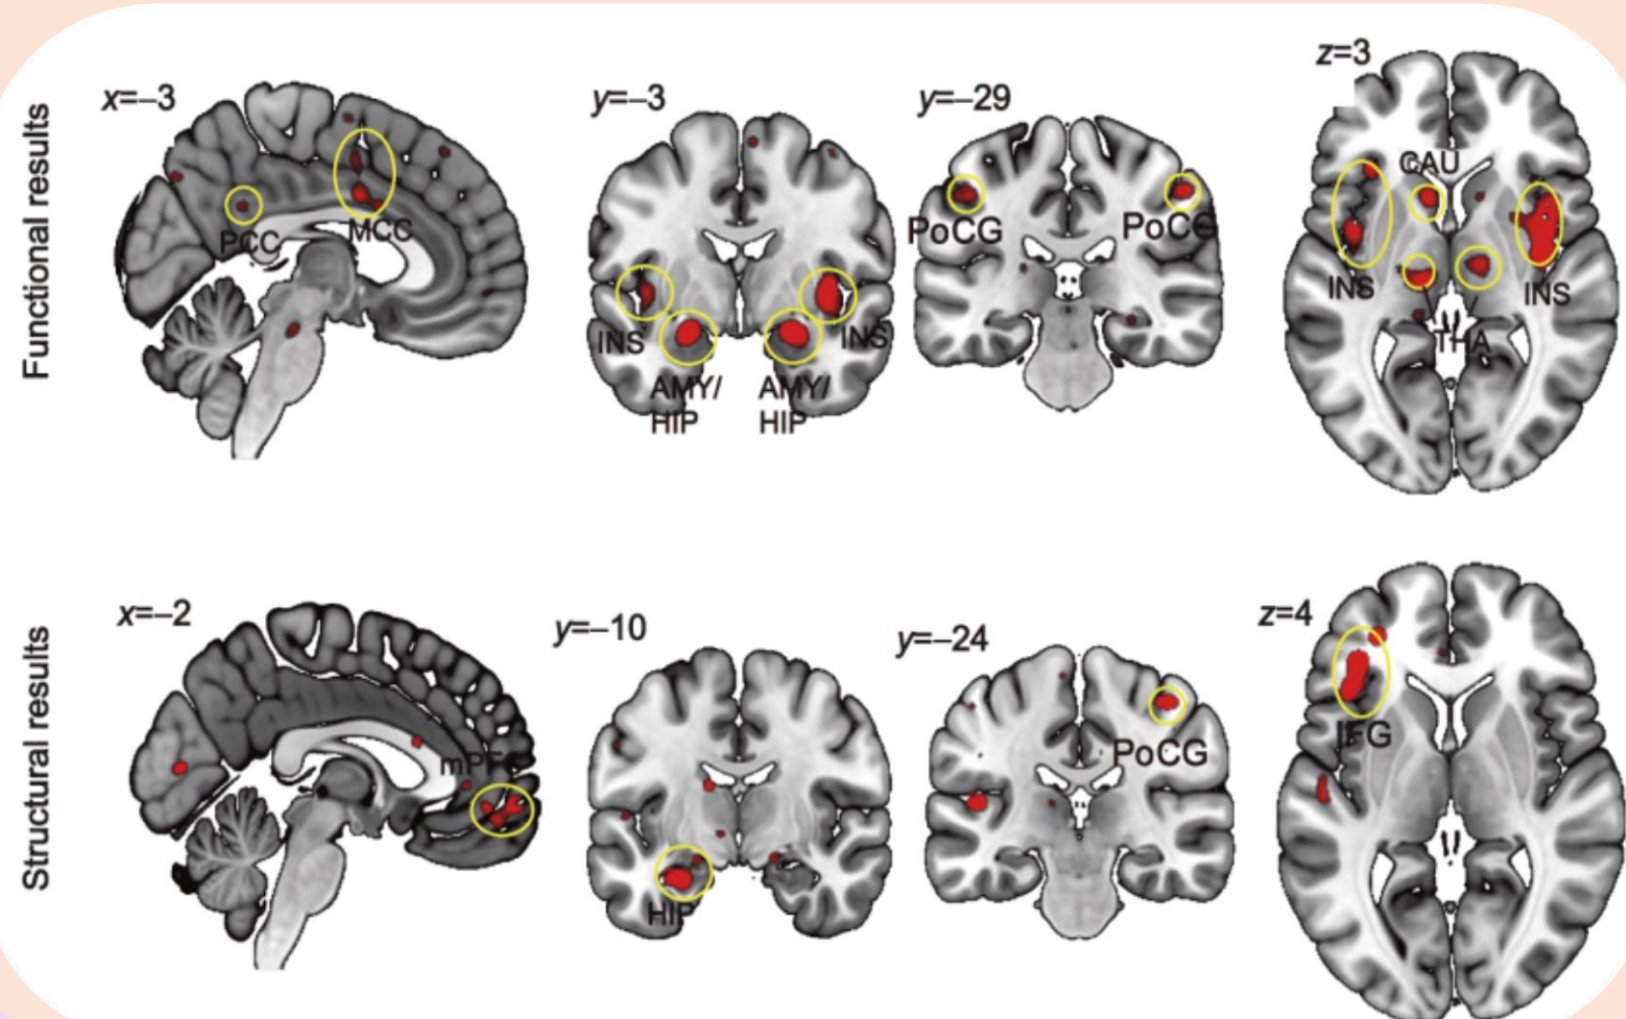 Functional results
x=–3
PCC
MCC
y=–3
INS
INS
AMY/
HIP
AMY/
HIP
y=–29
PoCG
PoCG
z=3
CAU
INS
INS
THA
Structural results
x=–2
mPFC
y=–10
HIP
y=–24
PoCG
z=4
IFG